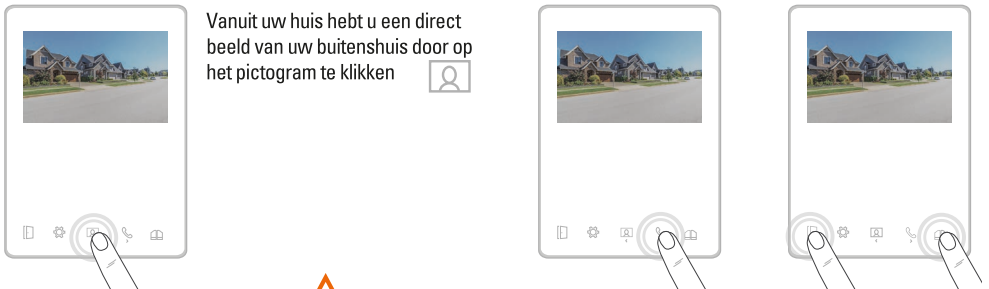 Vanuit uw huis hebt u een direct
beeld van uw buitenshuis door op
het pictogram te klikken